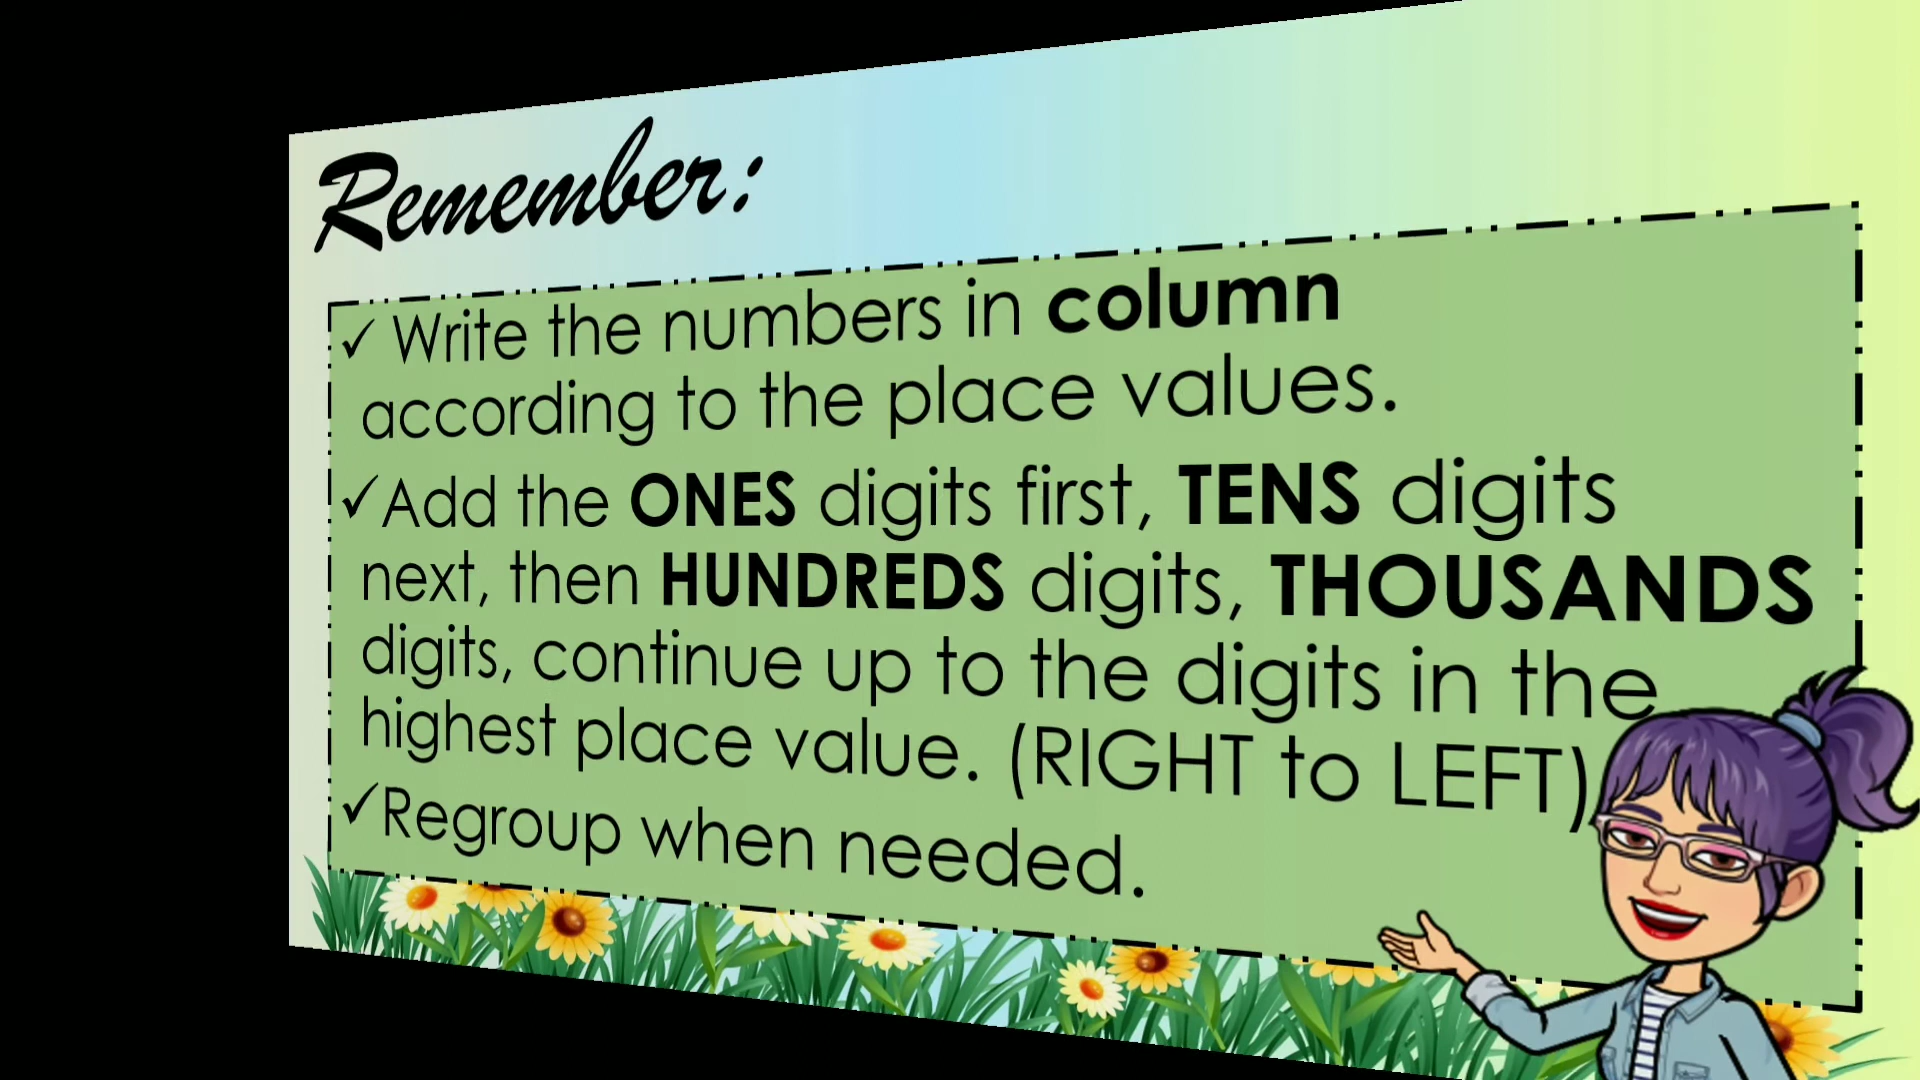 Remember:
✓ Write the numbers in column
according to the place values.
✓Add the ONES digits first, TENS digits
next, then HUNDREDS digits, THOUSANDS
digits, continue up to the digits in the
highest place value. (RIGHT to LEFT)
✓Regroup when needed.